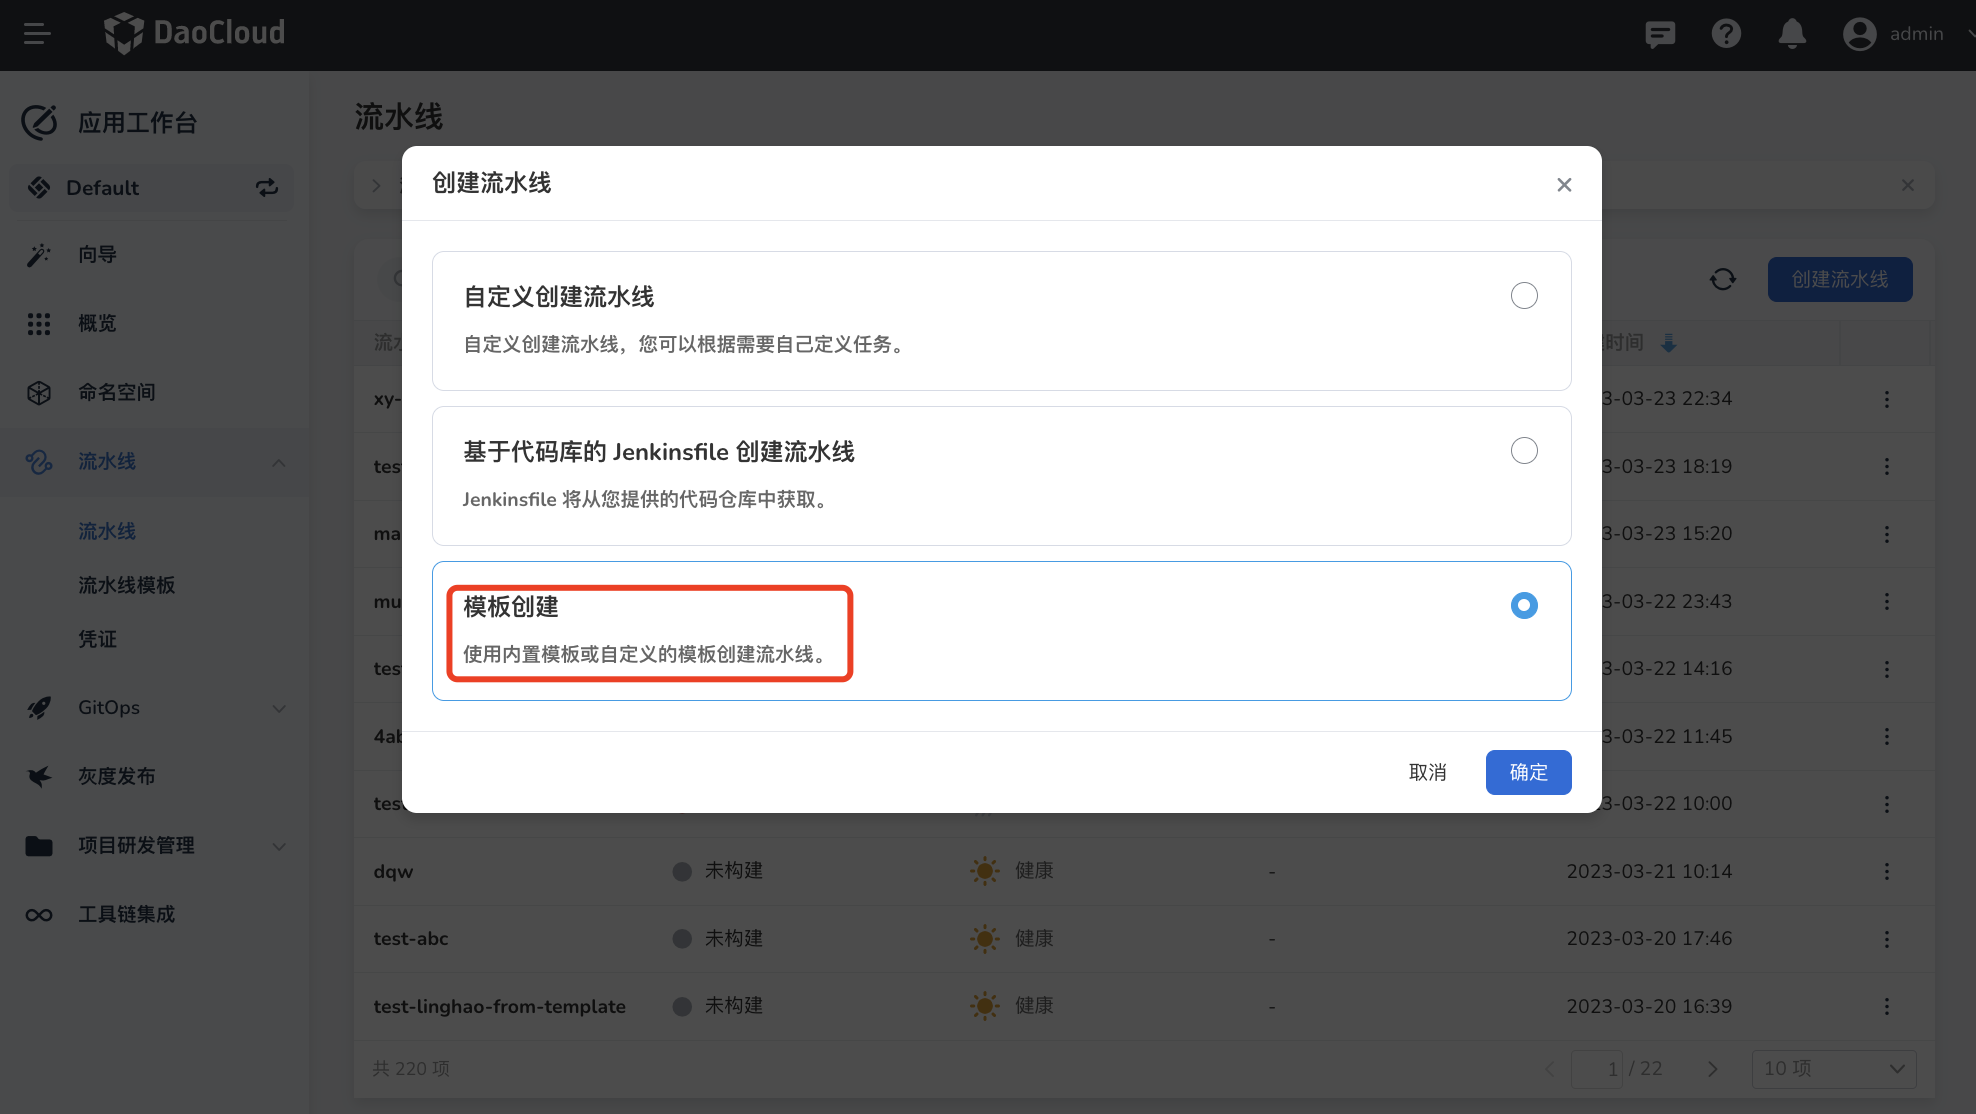 DaoCloud
admin
应用工作台
Default
向导
概览
命名空间
流水线
流水线
流水线模板
凭证
GitOps
灰度发布
项目研发管理
工具链集成
流水线
创建流水线
创建流水线
自定义创建流水线
自定义创建流水线，您可以根据需要自己定义任务。
基于代码库的 Jenkinsfile 创建流水线
Jenkinsfile 将从您提供的代码仓库中获取。
模板创建
使用内置模板或自定义的模板创建流水线。
取消 确定
时间
3-03-23 22:34
3-03-23 18:19
3-03-23 15:20
3-03-22 23:43
3-03-22 14:16
3-03-22 11:45
3-03-22 10:00
dqw 未构建 健康 - 2023-03-21 10:14
test-abc 未构建 健康 - 2023-03-20 17:46
test-linghao-from-template 未构建 健康 - 2023-03-20 16:39
共 220 项 1 / 22 10 项